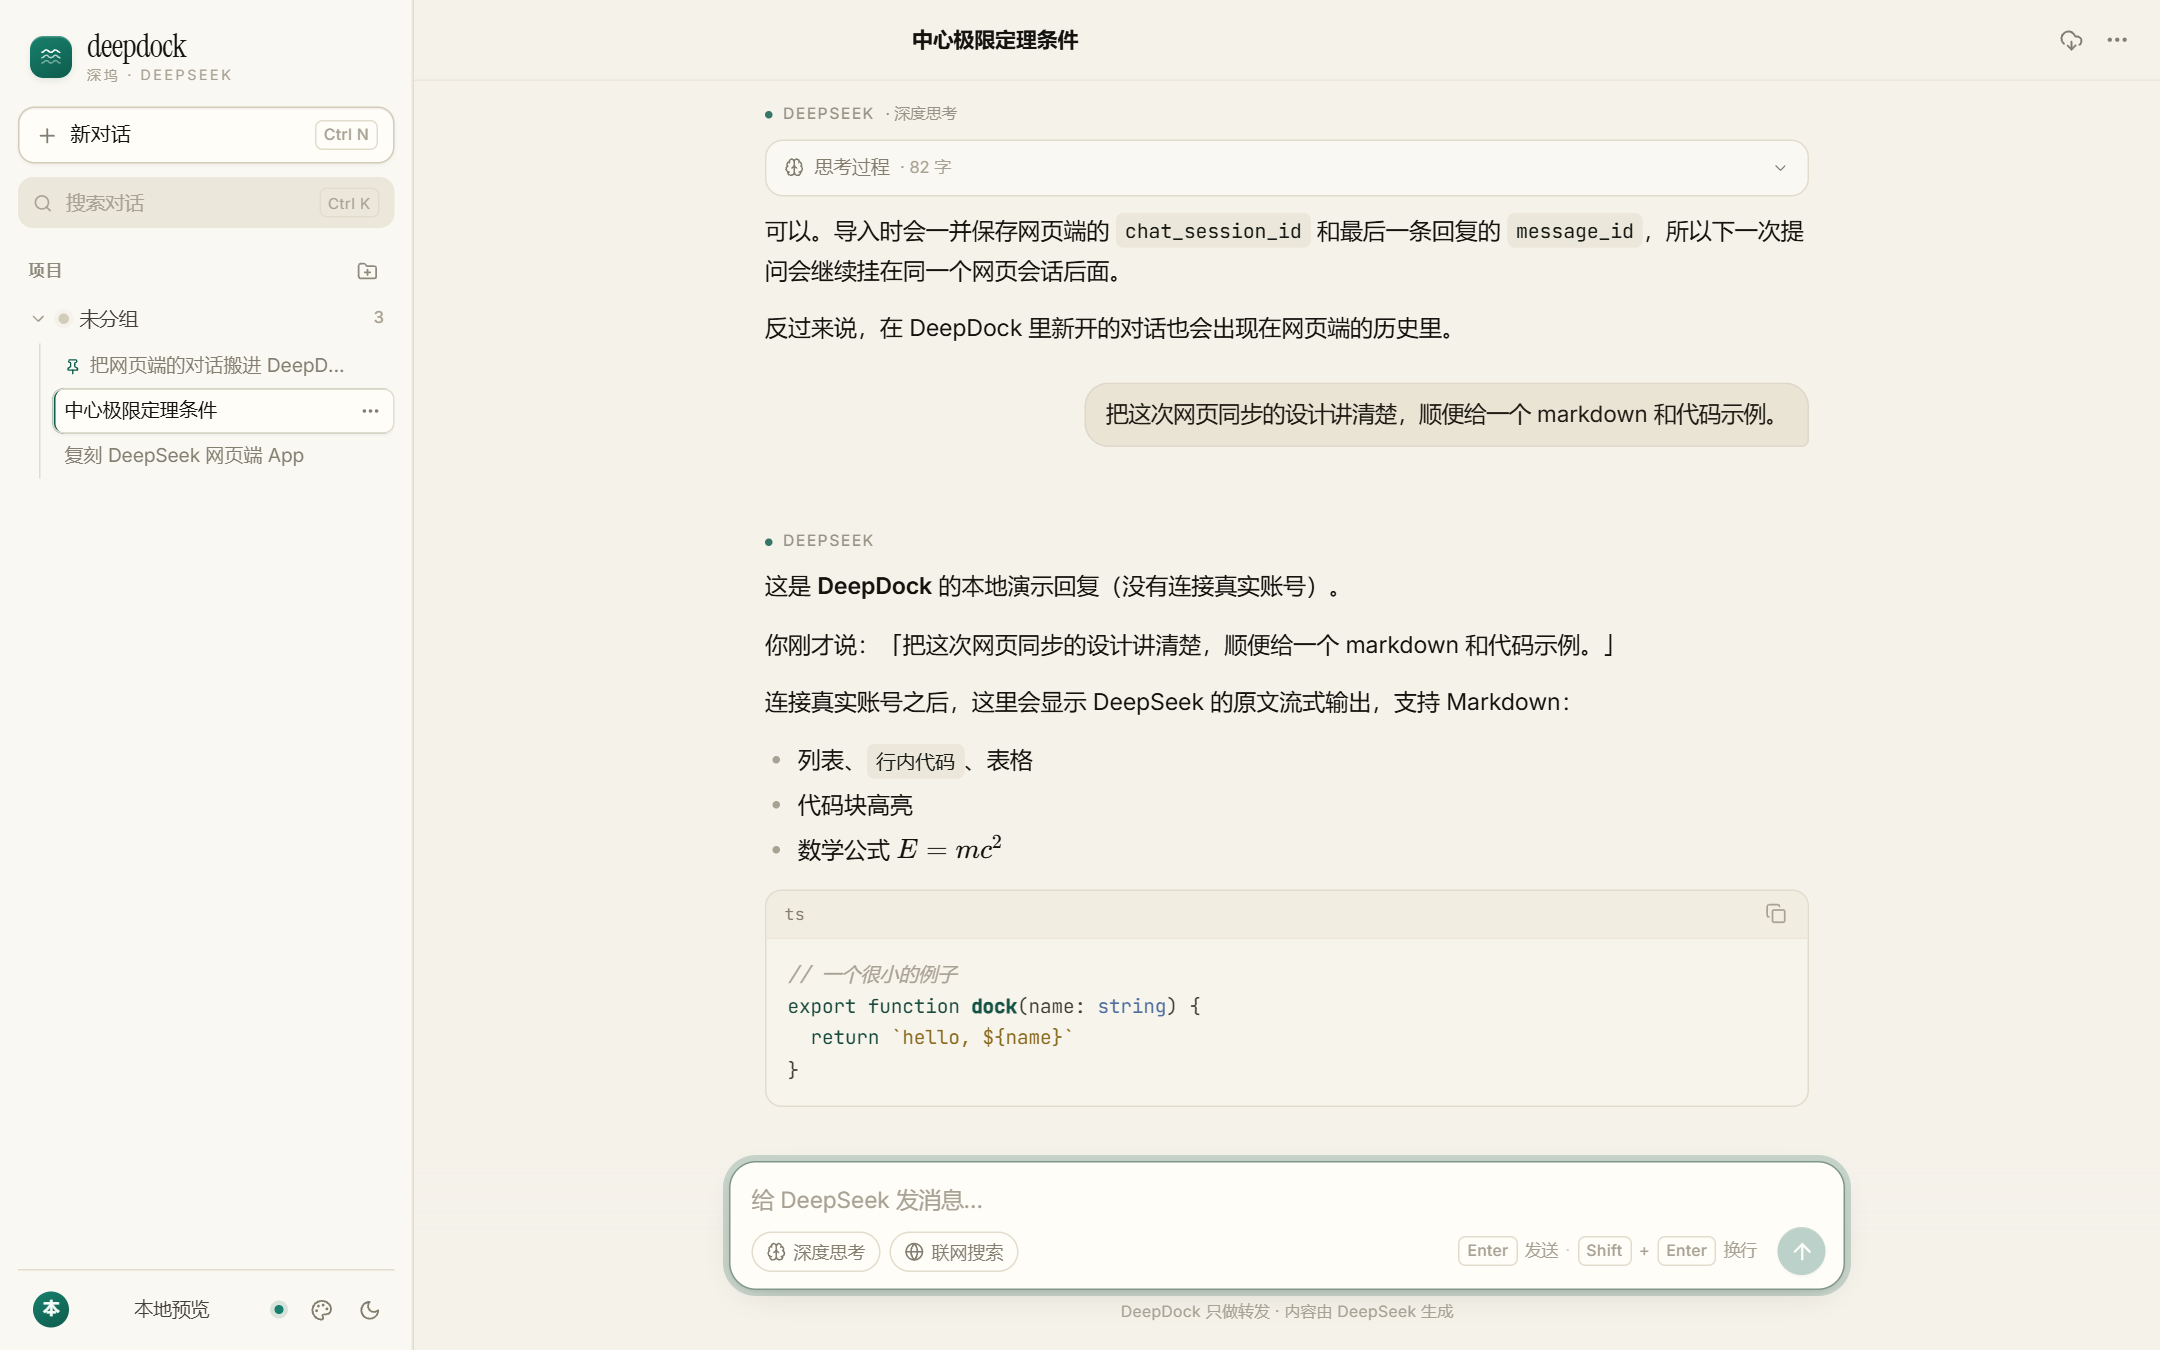 deepdock
深坞 · DEEPSEEK
新对话
Ctrl N
搜索对话
Ctrl K
项目
未分组
3
把网页端的对话搬进 DeepD...
中心极限定理条件
复刻 DeepSeek 网页端 App
本
本地预览
中心极限定理条件
DEEPSEEK · 深度思考
思考过程 · 82 字
可以。导入时会一并保存网页端的 chat_session_id 和最后一条回复的 message_id，所以下一次提
问会继续挂在同一个网页会话后面。
反过来说，在 DeepDock 里新开的对话也会出现在网页端的历史里。
把这次网页同步的设计讲清楚，顺便给一个 markdown 和代码示例。
DEEPSEEK
这是 DeepDock 的本地演示回复（没有连接真实账号）。
你刚才说：「把这次网页同步的设计讲清楚，顺便给一个 markdown 和代码示例。」
连接真实账号之后，这里会显示 DeepSeek 的原文流式输出，支持 Markdown：
列表、行内代码、表格
代码块高亮
数学公式 E = mc²
ts
// 一个很小的例子
export function dock(name: string) {
  return `hello, ${name}`
}
给 DeepSeek 发消息...
深度思考
联网搜索
Enter 发送 · Shift + Enter 换行
DeepDock 只做转发 · 内容由 DeepSeek 生成